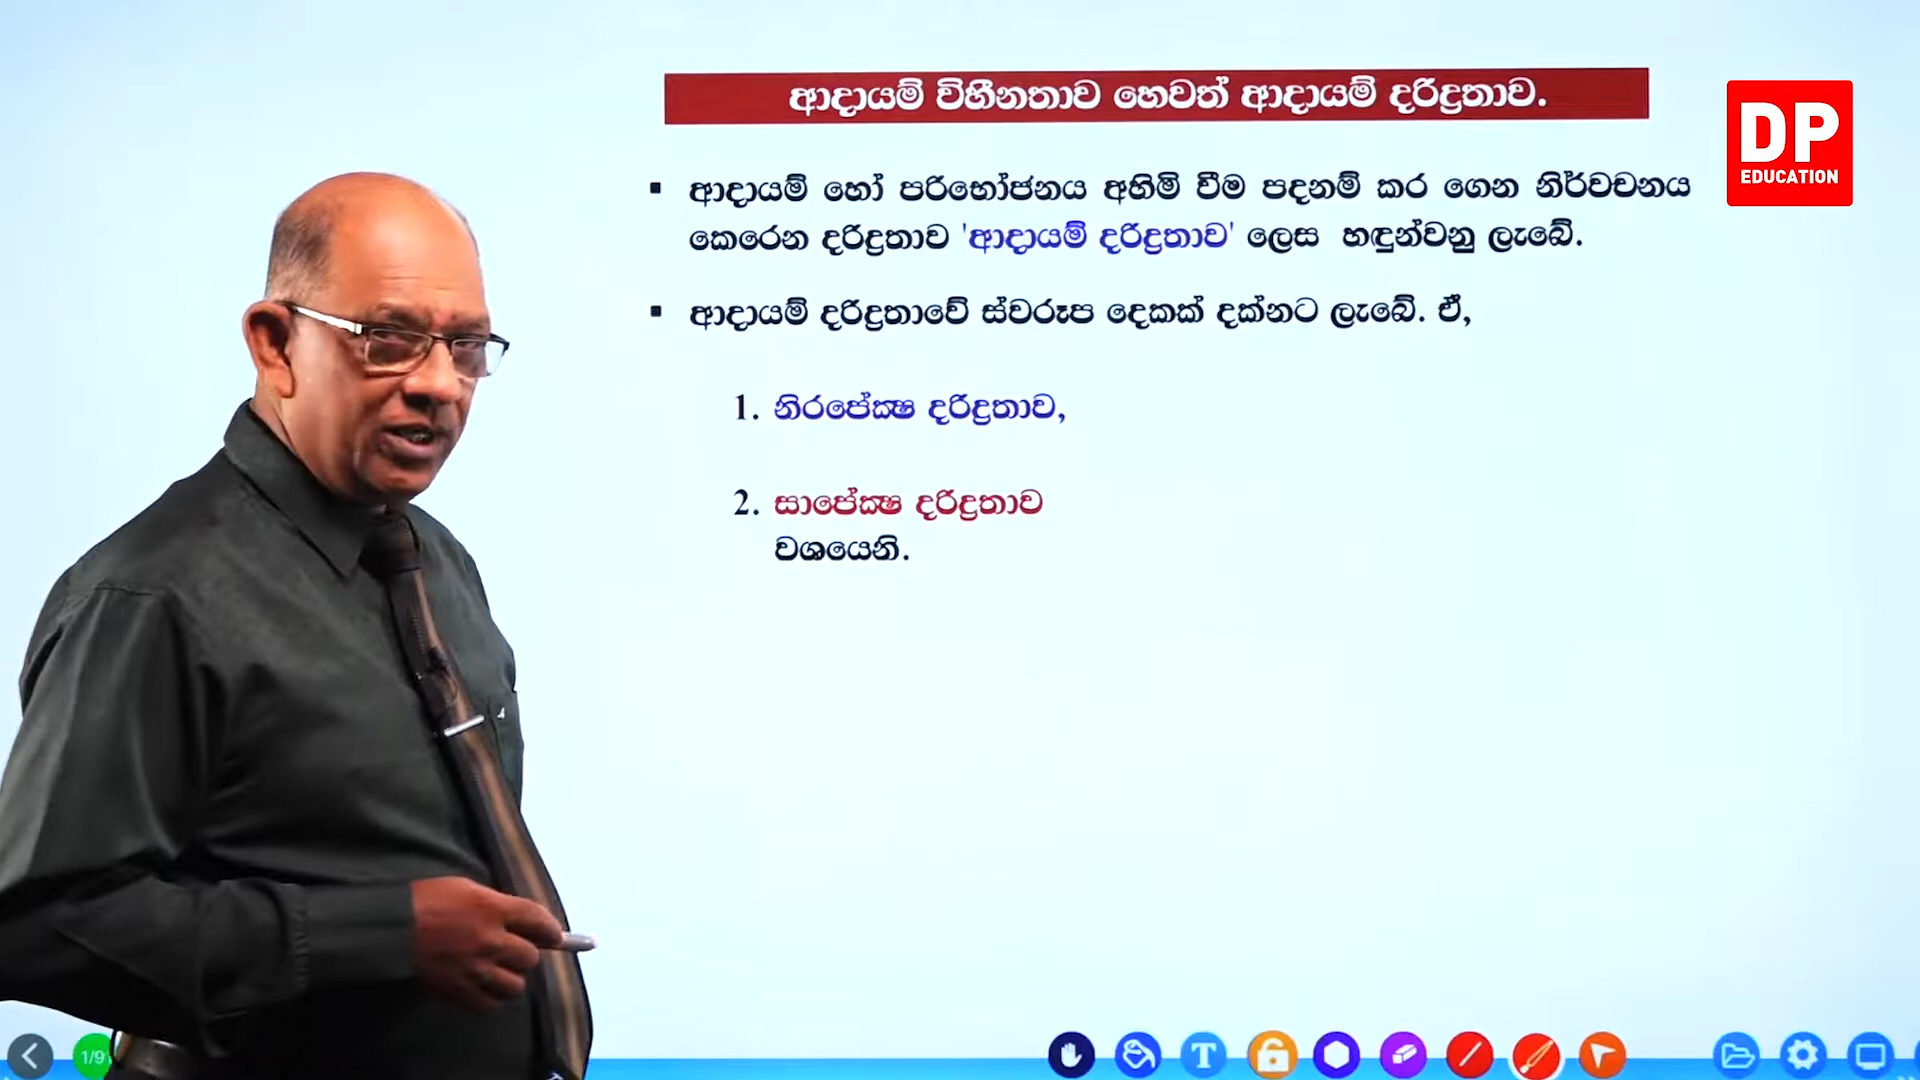 ආදායම් විහීනතාව හෙවත් ආදායම් දරිද්‍රතාව.
DP
EDUCATION
▪ ආදායම් හෝ පරිභෝජනය අහිමි වීම පදනම් කර ගෙන නිර්වචනය
කෙරෙන දරිද්‍රතාව 'ආදායම් දරිද්‍රතාව' ලෙස හඳුන්වනු ලැබේ.
▪ ආදායම් දරිද්‍රතාවේ ස්වරූප දෙකක් දක්නට ලැබේ. ඒ,
1. නිරපේක්‍ෂ දරිද්‍රතාව,
2. සාපේක්‍ෂ දරිද්‍රතාව
වශයෙනි.
1/9
T